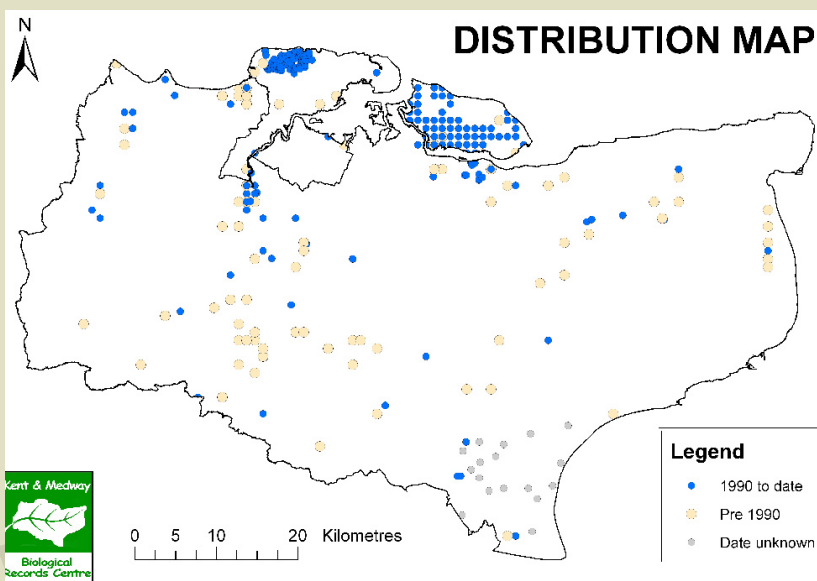 N
DISTRIBUTION MAP
Legend
1990 to date
Pre 1990
Date unknown
Kent & Medway
Biological
Records Centre
0 5 10 20 Kilometres